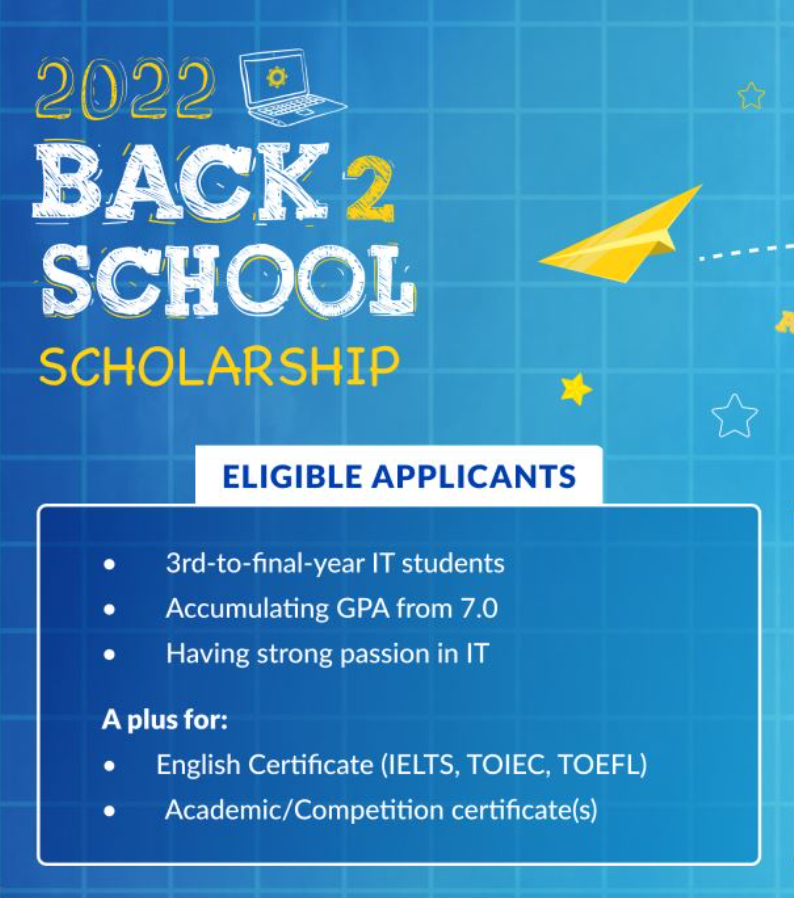 2022
BACK 2
SCHOOL
SCHOLARSHIP
ELIGIBLE APPLICANTS
• 3rd-to-final-year IT students
• Accumulating GPA from 7.0
• Having strong passion in IT
A plus for:
• English Certificate (IELTS, TOIEC, TOEFL)
• Academic/Competition certificate(s)